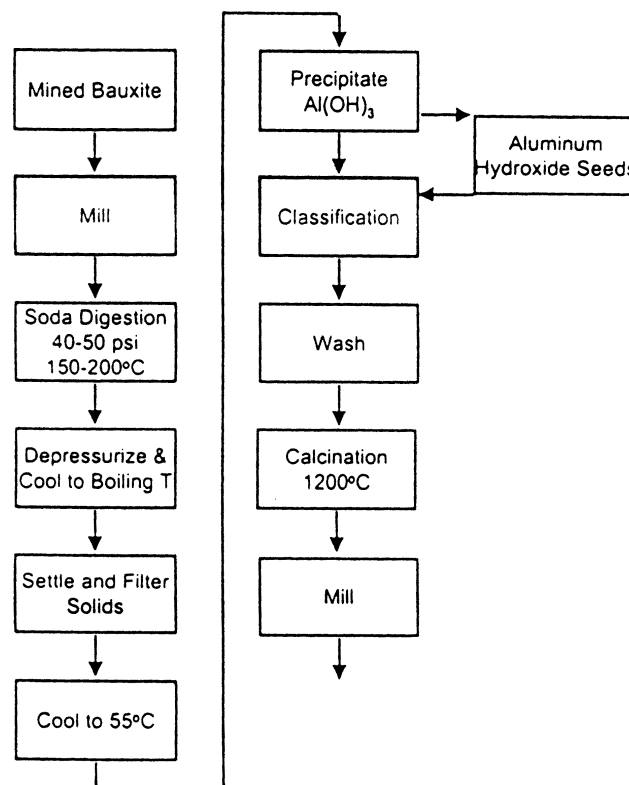 Mined Bauxite
Mill
Soda Digestion
40-50 psi
150-200°C
Depressurize &
Cool to Boiling T
Settle and Filter
Solids
Cool to 55°C
Precipitate
Al(OH)₃
Aluminum
Hydroxide Seeds
Classification
Wash
Calcination
1200°C
Mill